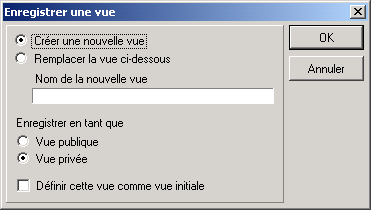 Enregistrer une vue
Créer une nouvelle vue
OK
Remplacer la vue ci-dessous
Annuler
Nom de la nouvelle vue
Enregistrer en tant que
Vue publique
Vue privée
Définir cette vue comme vue initiale